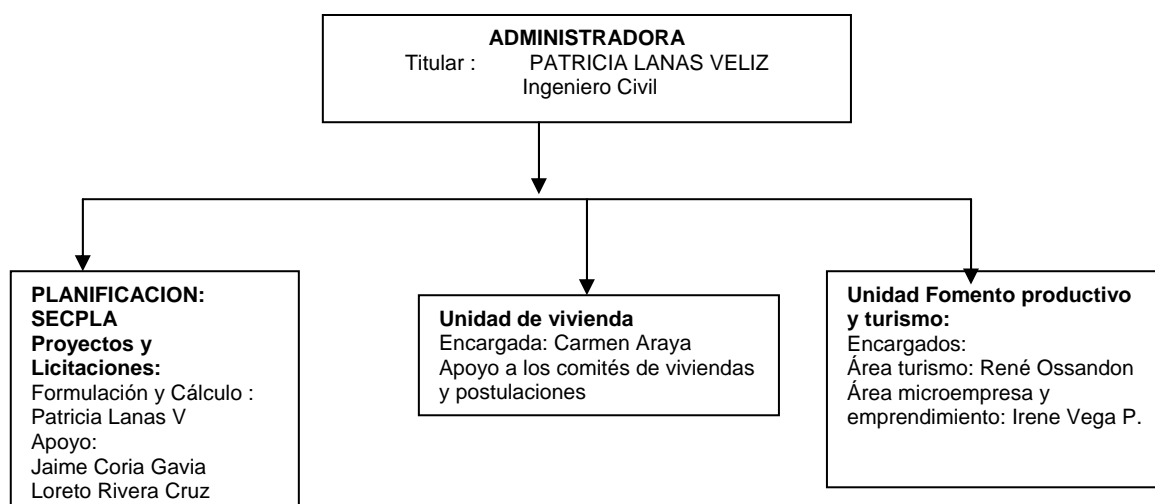 ADMINISTRADORA
Titular : PATRICIA LANAS VELIZ
Ingeniero Civil
PLANIFICACION:
SECPLA
Proyectos y
Licitaciones:
Formulación y Cálculo :
Patricia Lanas V
Apoyo:
Jaime Coria Gavia
Loreto Rivera Cruz
Unidad de vivienda
Encargada: Carmen Araya
Apoyo a los comités de viviendas
y postulaciones
Unidad Fomento productivo
y turismo:
Encargados:
Área turismo: René Ossandon
Área microempresa y
emprendimiento: Irene Vega P.